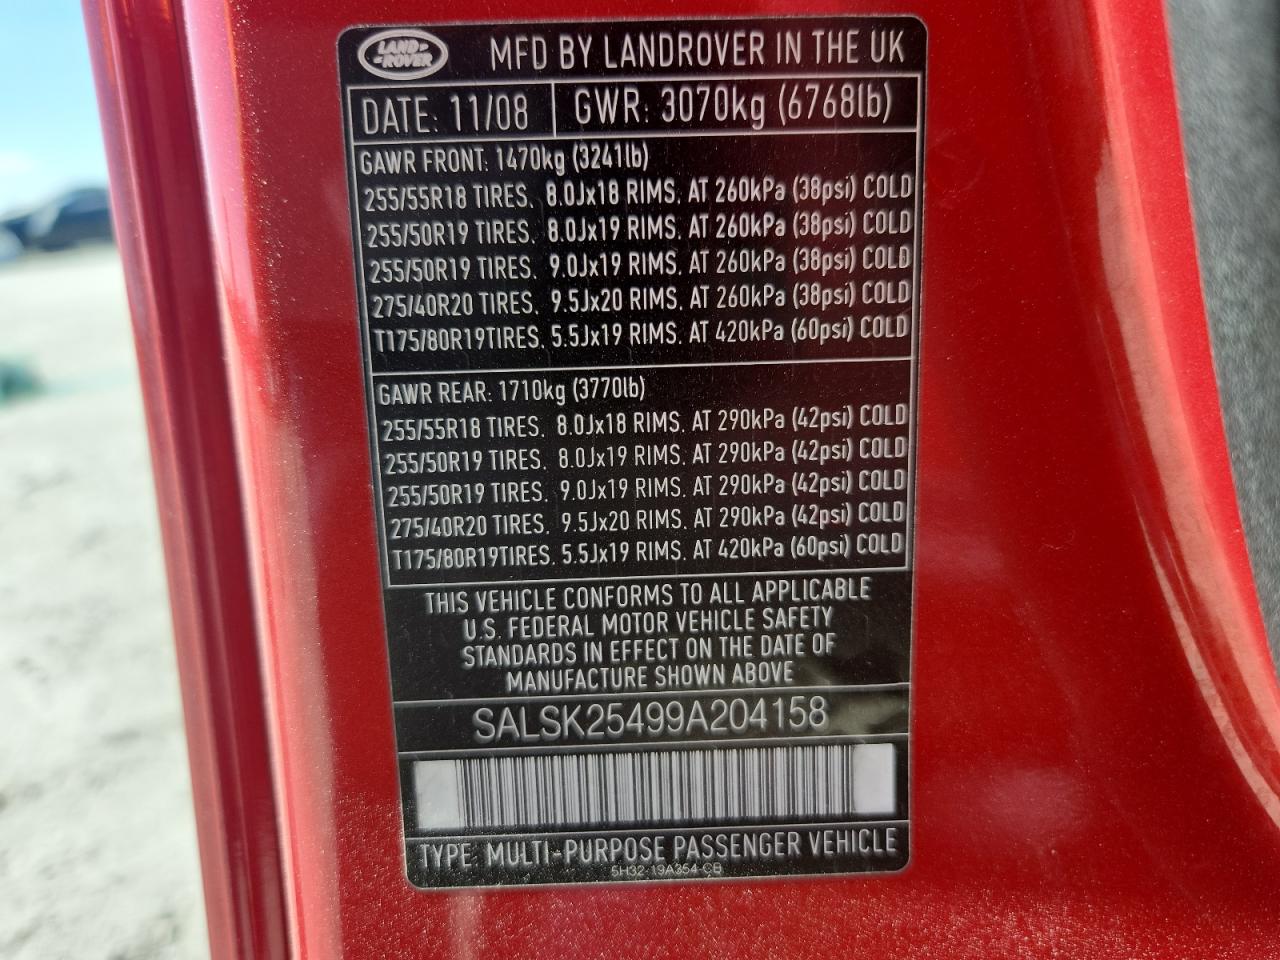 LAND ROVER
MFD BY LANDROVER IN THE UK
DATE: 11/08 GWR: 3070kg (6768lb)
GAWR FRONT: 1470kg (3241lb)
255/55R18 TIRES. 8.0Jx18 RIMS. AT 260kPa (38psi) COLD
255/50R19 TIRES. 8.0Jx19 RIMS. AT 260kPa (38psi) COLD
255/50R19 TIRES. 9.0Jx19 RIMS. AT 260kPa (38psi) COLD
275/40R20 TIRES. 9.5Jx20 RIMS. AT 260kPa (38psi) COLD
T175/80R19TIRES. 5.5Jx19 RIMS. AT 420kPa (60psi) COLD
GAWR REAR: 1710kg (3770lb)
255/55R18 TIRES. 8.0Jx18 RIMS. AT 290kPa (42psi) COLD
255/50R19 TIRES. 8.0Jx19 RIMS. AT 290kPa (42psi) COLD
255/50R19 TIRES. 9.0Jx19 RIMS. AT 290kPa (42psi) COLD
275/40R20 TIRES. 9.5Jx20 RIMS. AT 290kPa (42psi) COLD
T175/80R19TIRES. 5.5Jx19 RIMS. AT 420kPa (60psi) COLD
THIS VEHICLE CONFORMS TO ALL APPLICABLE
U.S. FEDERAL MOTOR VEHICLE SAFETY
STANDARDS IN EFFECT ON THE DATE OF
MANUFACTURE SHOWN ABOVE
SALSK25499A204158
TYPE: MULTI-PURPOSE PASSENGER VEHICLE
5H32-19A354-CB